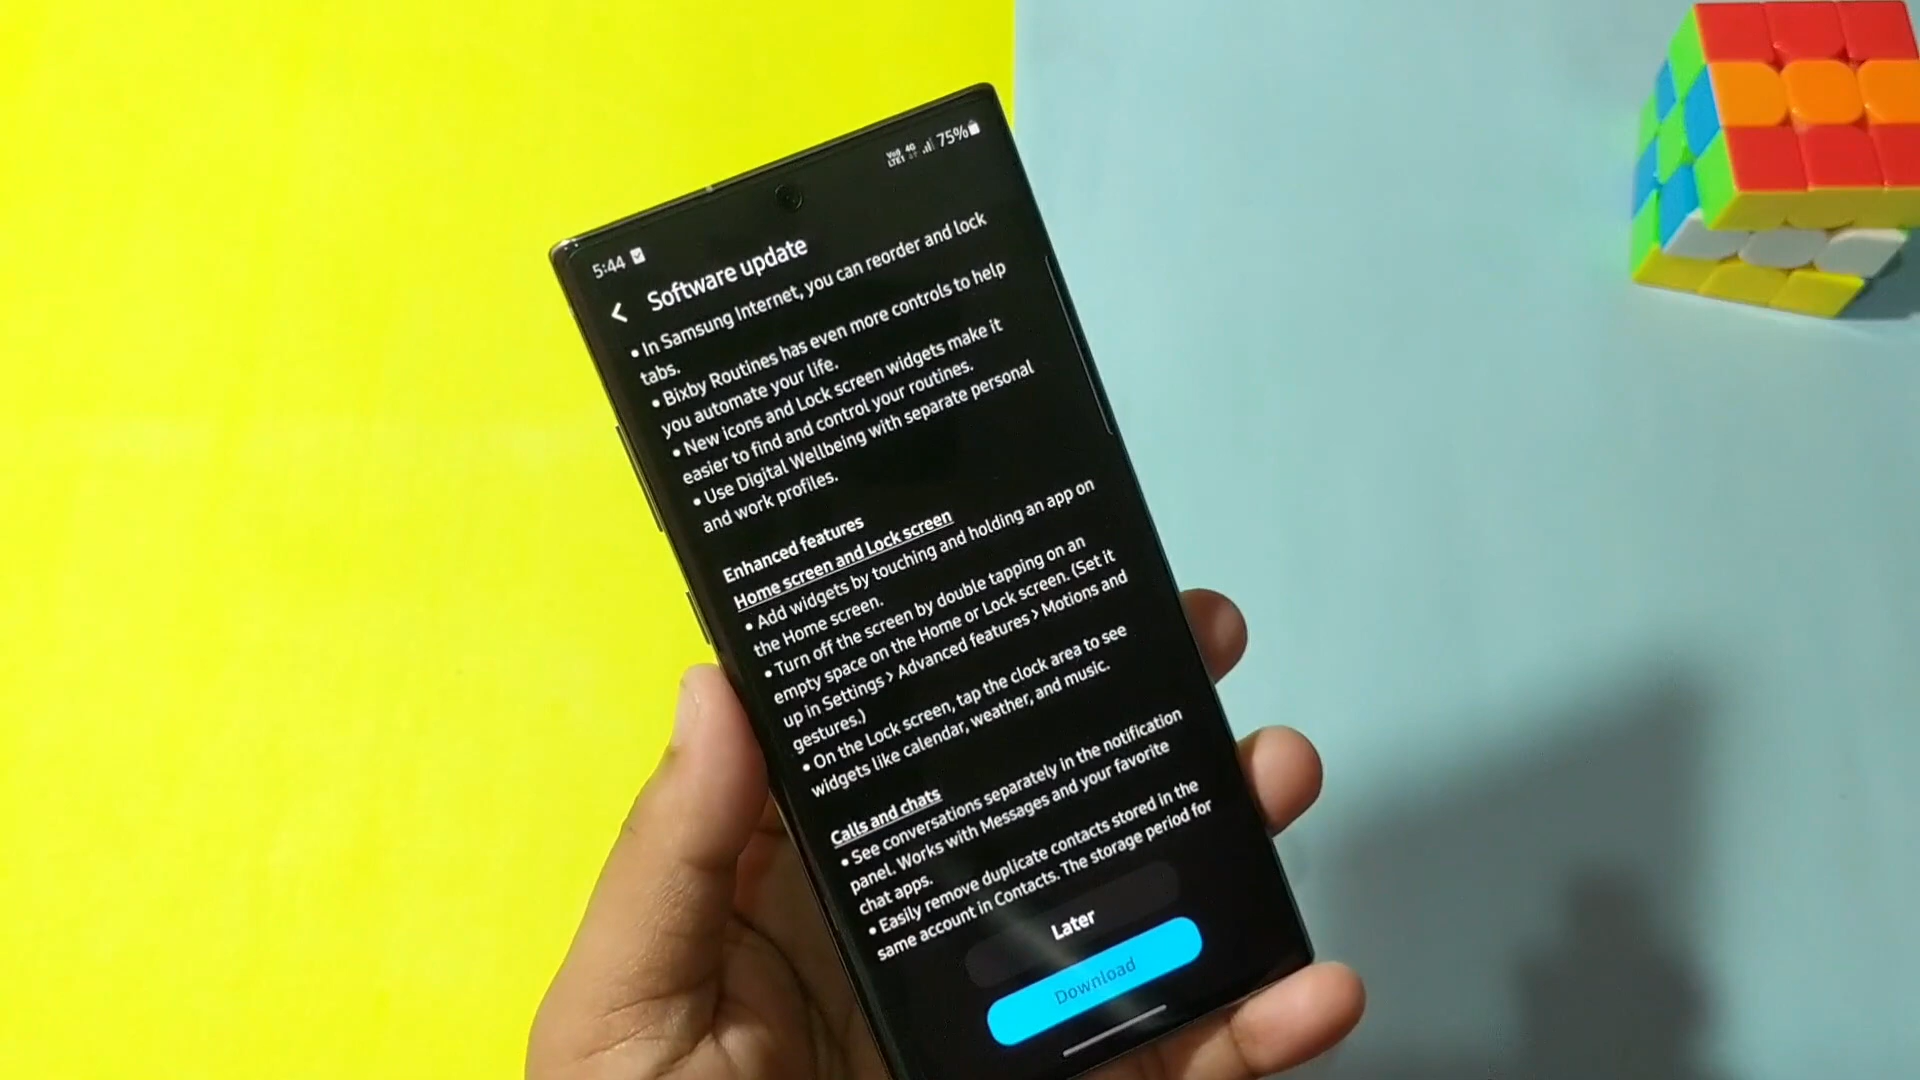 5:44
Vo)) 4G
LTE1
75%
Software update
• In Samsung Internet, you can reorder and lock
tabs.
• Bixby Routines has even more controls to help
you automate your life.
• New icons and Lock screen widgets make it
easier to find and control your routines.
• Use Digital Wellbeing with separate personal
and work profiles.
Enhanced features
Home screen and Lock screen
• Add widgets by touching and holding an app on
the Home screen.
• Turn off the screen by double tapping on an
empty space on the Home or Lock screen. (Set it
up in Settings > Advanced features > Motions and
gestures.)
• On the Lock screen, tap the clock area to see
widgets like calendar, weather, and music.
Calls and chats
• See conversations separately in the notification
panel. Works with Messages and your favorite
chat apps.
• Easily remove duplicate contacts stored in the
same account in Contacts. The storage period for
Later
Download